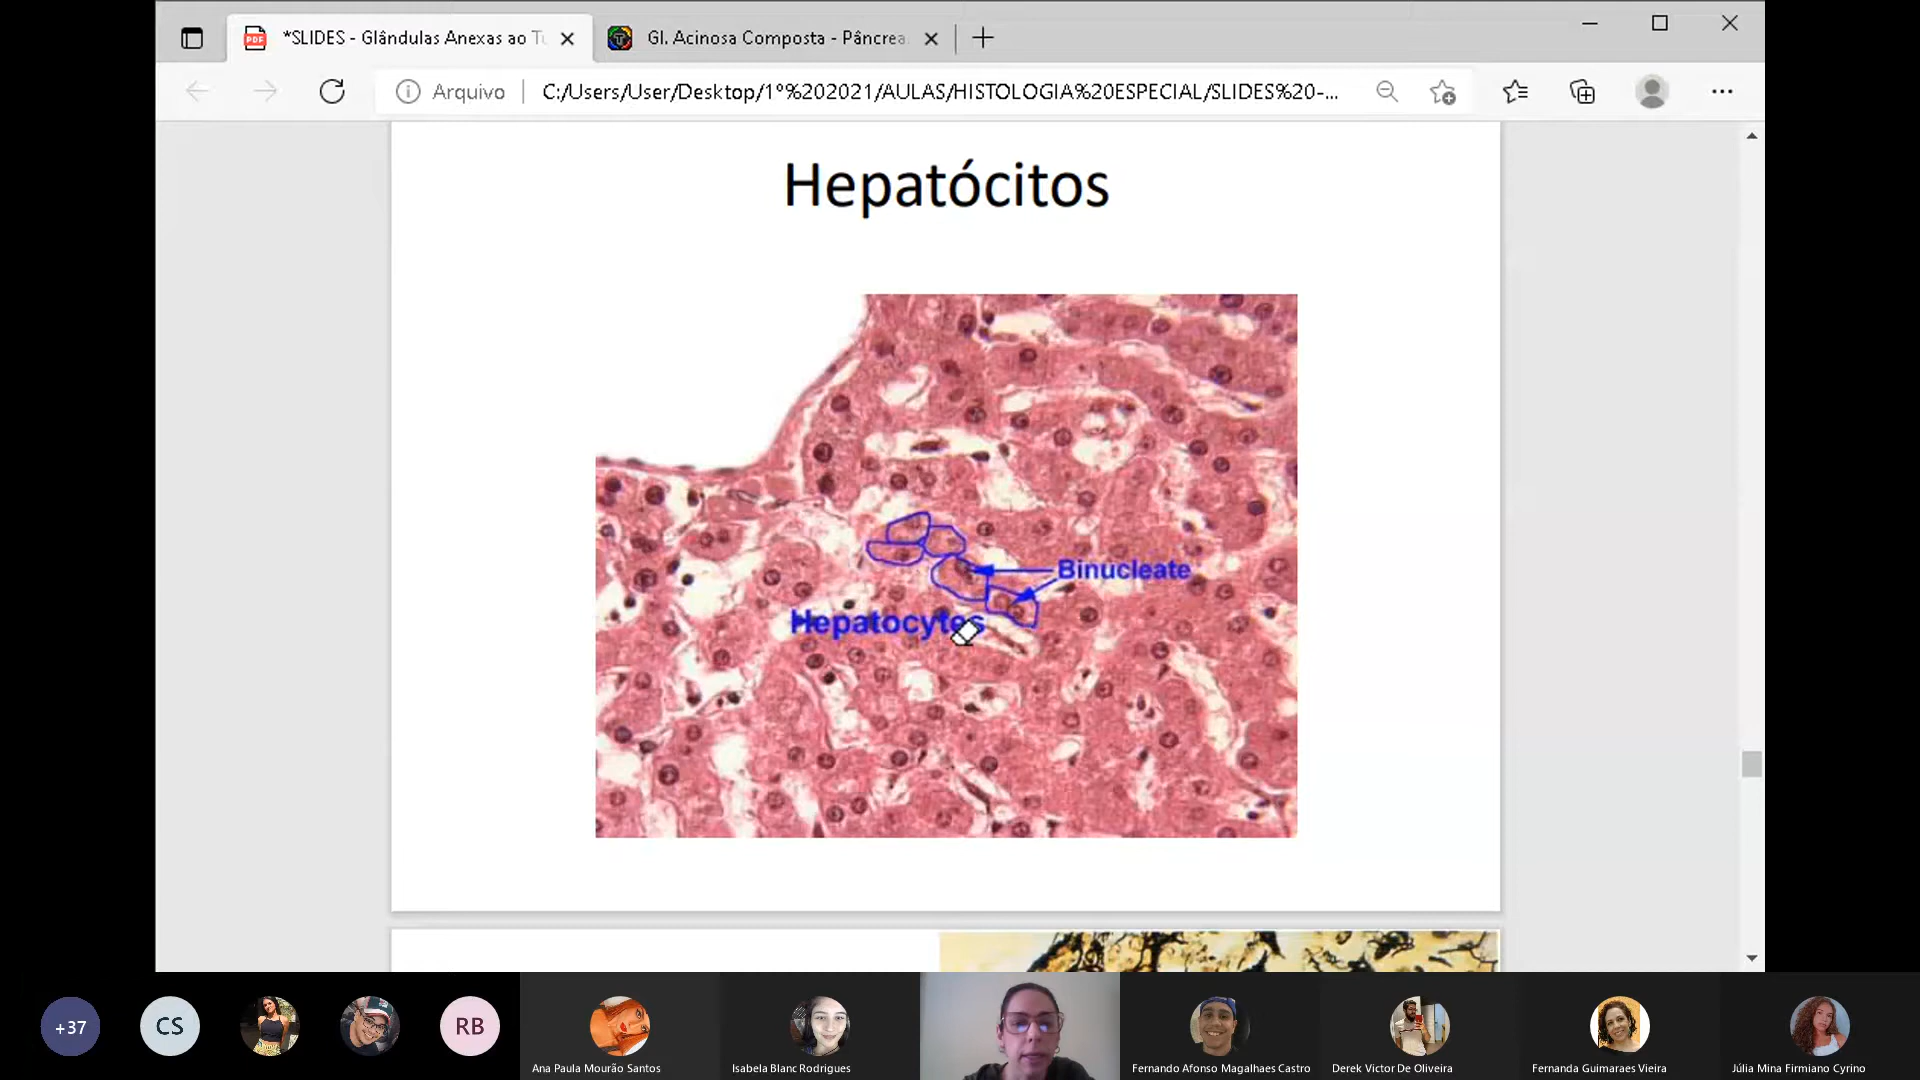 *SLIDES - Glândulas Anexas ao Tu
Gl. Acinosa Composta - Pâncrea
Arquivo
C:/Users/User/Desktop/1º%202021/AULAS/HISTOLOGIA%20ESPECIAL/SLIDES%20-...
Hepatócitos
Binucleate
Hepatocytes
+37
CS
RB
Ana Paula Mourão Santos
Isabela Blanc Rodrigues
Fernando Afonso Magalhaes Castro
Derek Victor De Oliveira
Fernanda Guimaraes Vieira
Júlia Mina Firmiano Cyrino